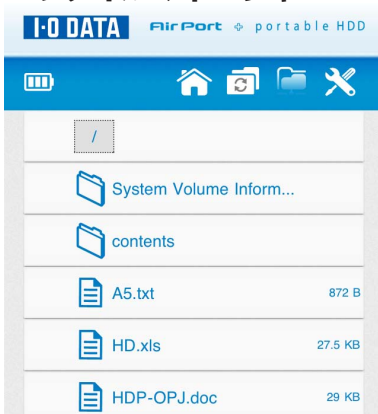 I-O DATA AirPort portable HDD
/
System Volume Inform...
contents
A5.txt 872 B
HD.xls 27.5 KB
HDP-OPJ.doc 29 KB